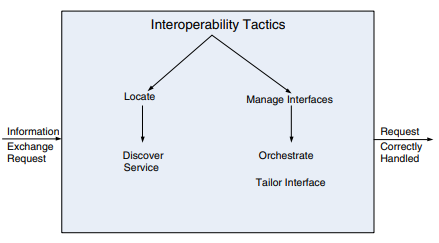 Interoperability Tactics
Locate
Manage Interfaces
Information
Exchange
Request
Discover
Service
Orchestrate
Tailor Interface
Request
Correctly
Handled